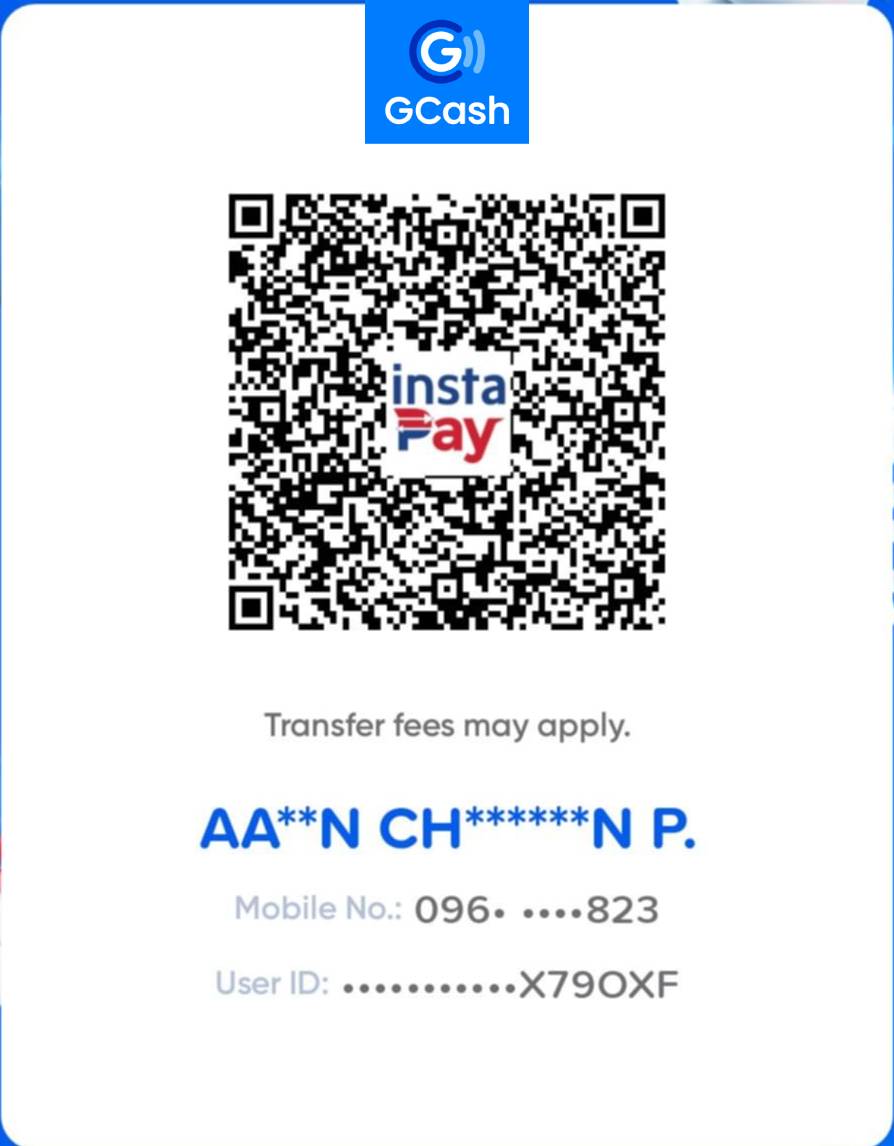 GCash
insta
Pay
Transfer fees may apply.
AA**N CH******N P.
Mobile No.: 096• ••••823
User ID: •••••••••••X79OXF